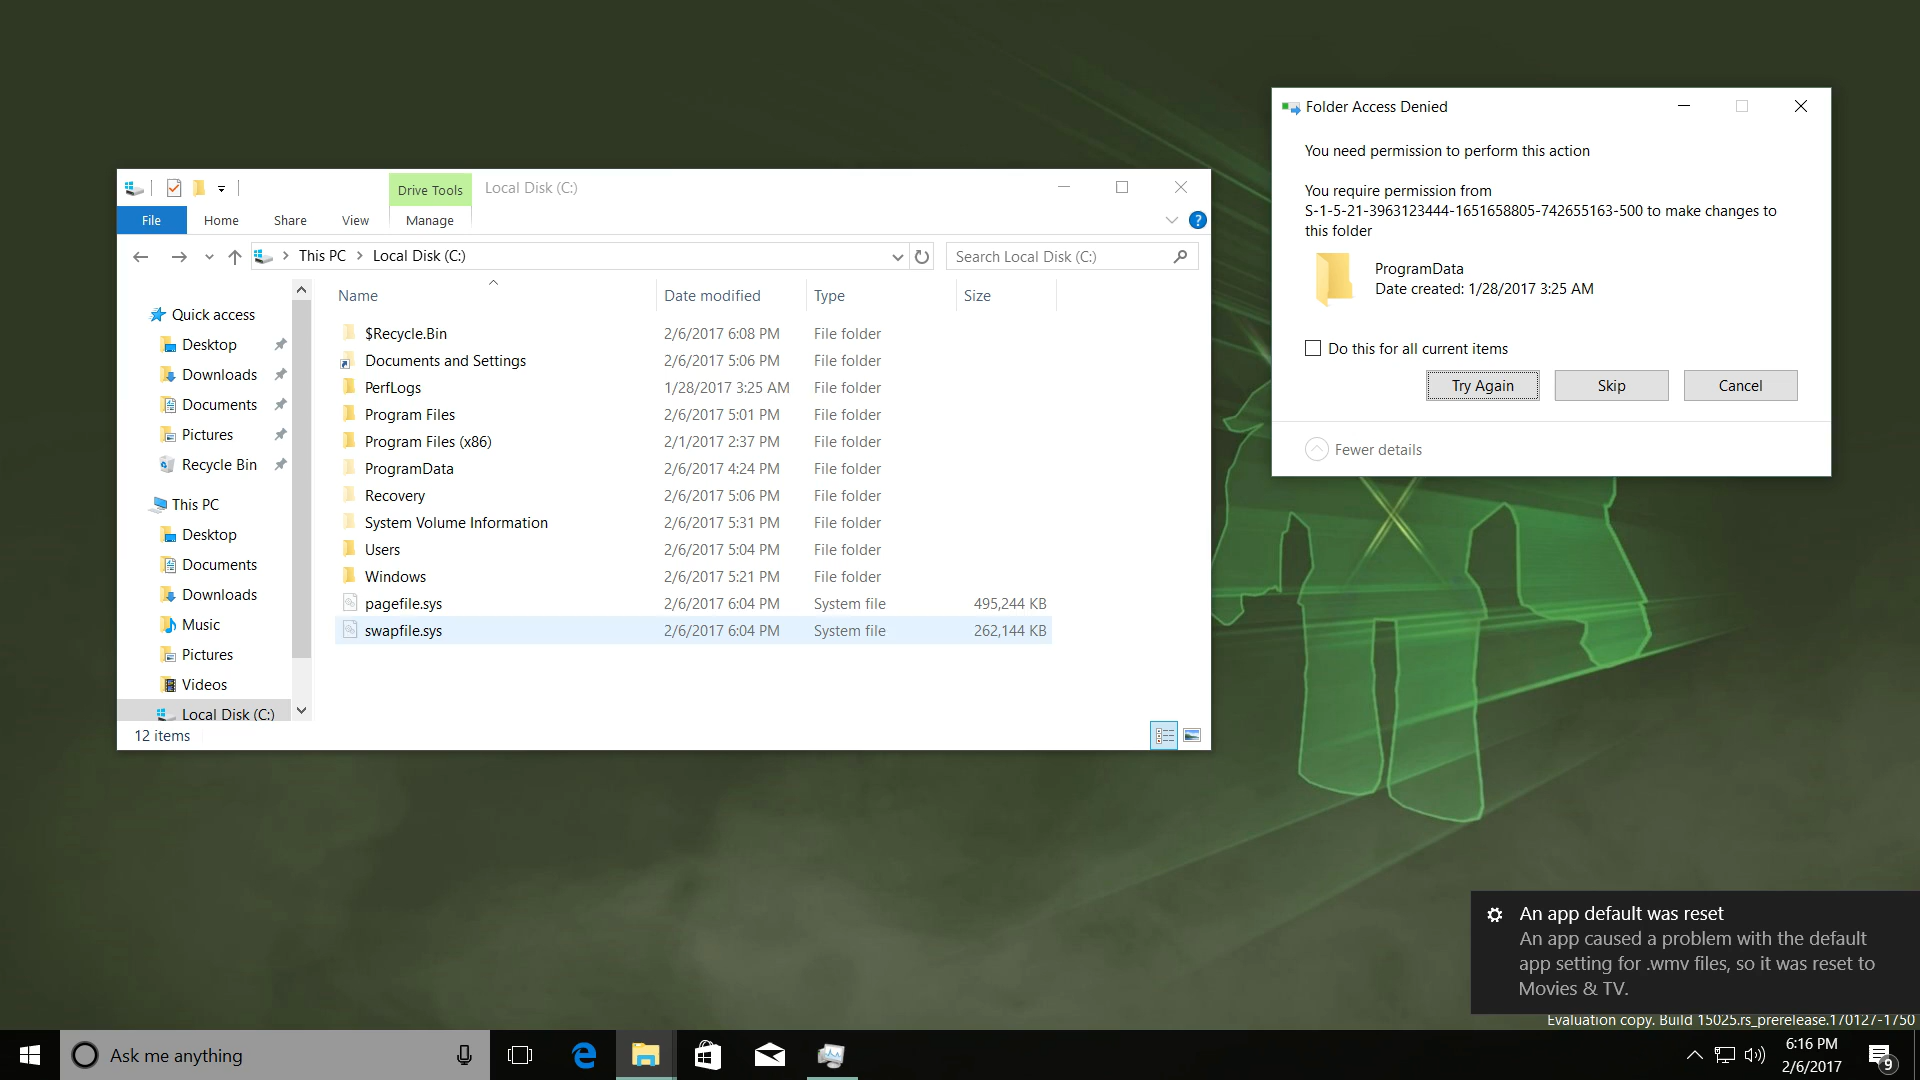 Drive Tools
Local Disk (C:)
File
Home
Share
View
Manage
This PC
Local Disk (C:)
Search Local Disk (C:)
Quick access
Desktop
Downloads
Documents
Pictures
Recycle Bin
This PC
Desktop
Documents
Downloads
Music
Pictures
Videos
Local Disk (C:)
Name Date modified Type Size
$Recycle.Bin 2/6/2017 6:08 PM File folder
Documents and Settings 2/6/2017 5:06 PM File folder
PerfLogs 1/28/2017 3:25 AM File folder
Program Files 2/6/2017 5:01 PM File folder
Program Files (x86) 2/1/2017 2:37 PM File folder
ProgramData 2/6/2017 4:24 PM File folder
Recovery 2/6/2017 5:06 PM File folder
System Volume Information 2/6/2017 5:31 PM File folder
Users 2/6/2017 5:04 PM File folder
Windows 2/6/2017 5:21 PM File folder
pagefile.sys 2/6/2017 6:04 PM System file 495,244 KB
swapfile.sys 2/6/2017 6:04 PM System file 262,144 KB
12 items
Folder Access Denied
You need permission to perform this action
You require permission from
S-1-5-21-3963123444-1651658805-742655163-500 to make changes to
this folder
ProgramData
Date created: 1/28/2017 3:25 AM
Do this for all current items
Try Again
Skip
Cancel
Fewer details
An app default was reset
An app caused a problem with the default
app setting for .wmv files, so it was reset to
Movies & TV.
Evaluation copy. Build 15025.rs_prerelease.170127-1750
Ask me anything
6:16 PM
2/6/2017
9